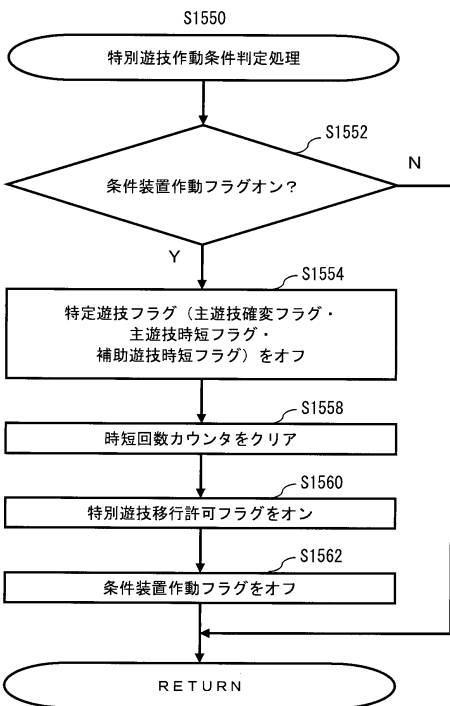 S1550
特別遊技作動条件判定処理
S1552
条件装置作動フラグオン？
N
Y
S1554
特定遊技フラグ（主遊技確変フラグ・
主遊技時短フラグ・
補助遊技時短フラグ）をオフ
S1558
時短回数カウンタをクリア
S1560
特別遊技移行許可フラグをオン
S1562
条件装置作動フラグをオフ
RETURN